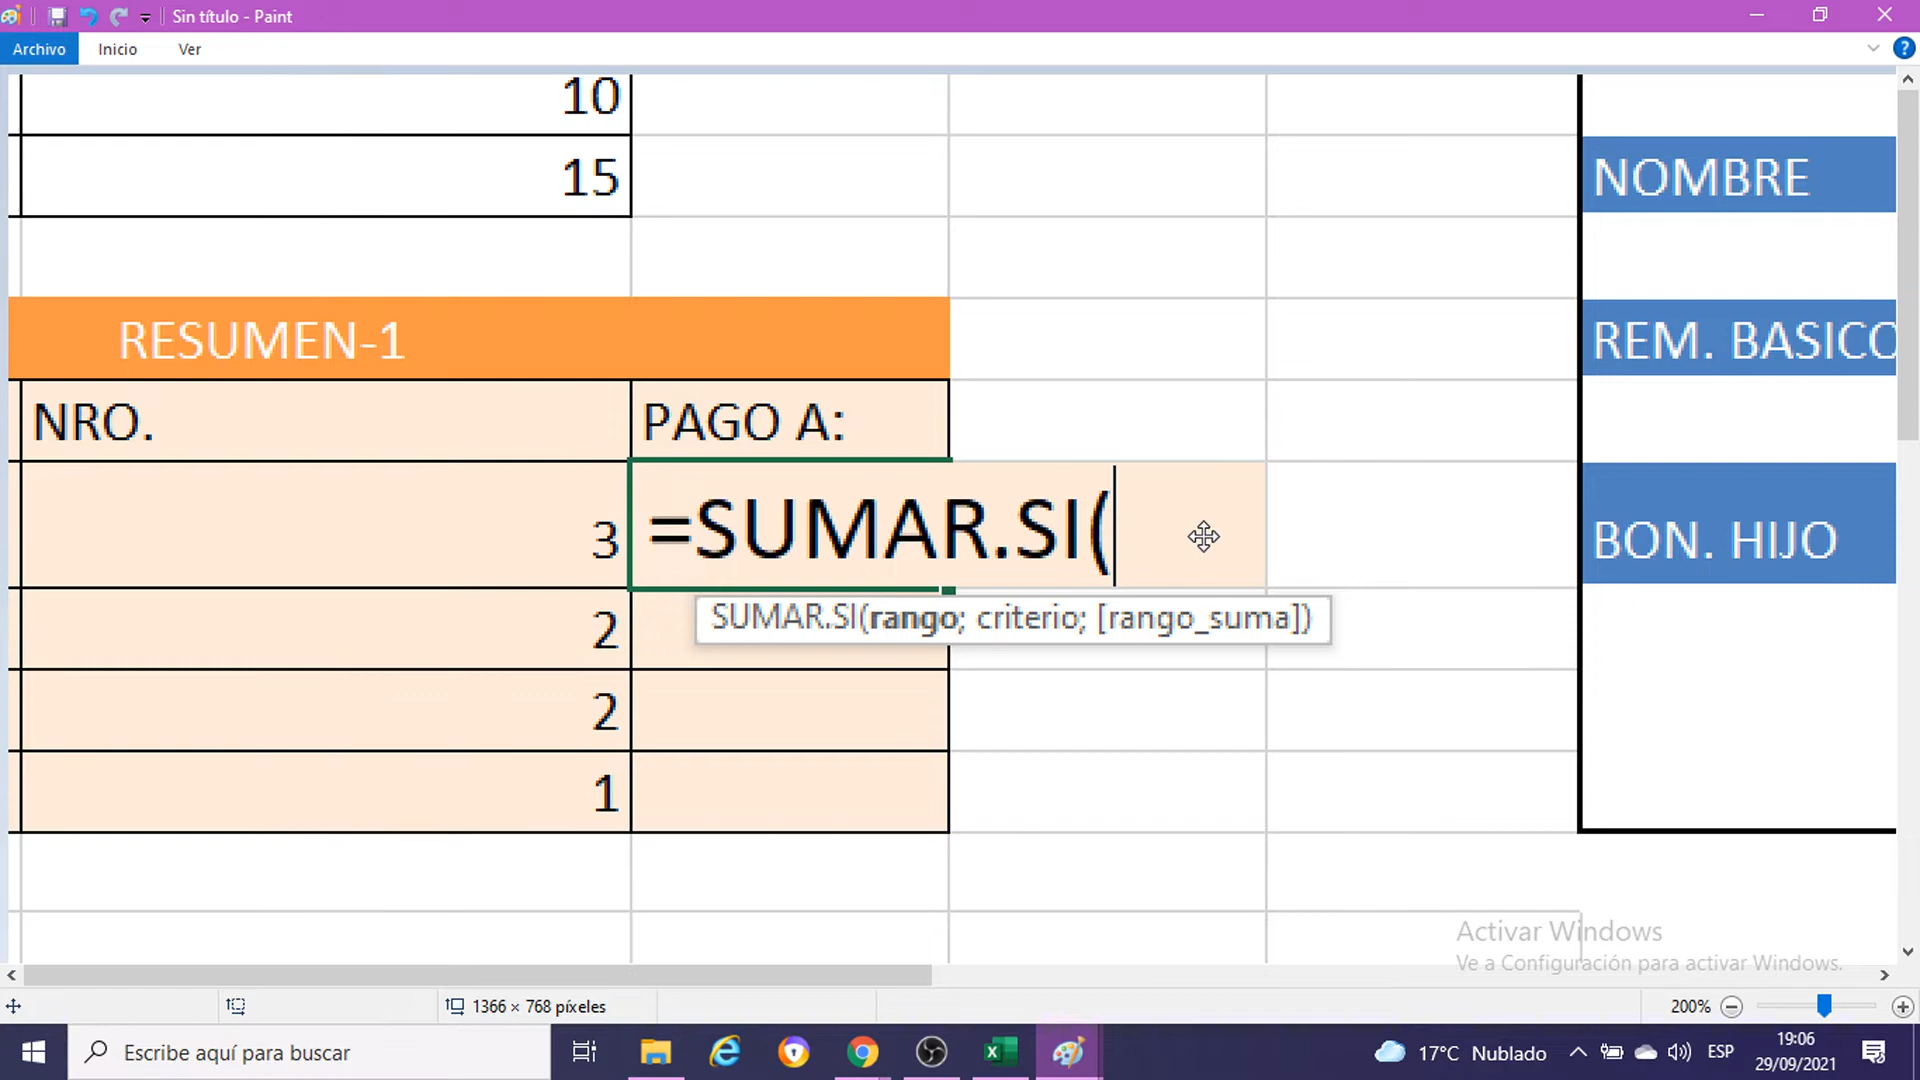 Sin título - Paint
Archivo Inicio Ver
10
15
NOMBRE
RESUMEN-1
REM. BASICO
NRO. PAGO A:
3 =SUMAR.SI(
BON. HIJO
SUMAR.SI(rango; criterio; [rango_suma])
2
2
1
Activar Windows
Ve a Configuración para activar Windows.
1366 × 768 píxeles 200%
Escribe aquí para buscar
17°C Nublado
ESP
19:06
29/09/2021